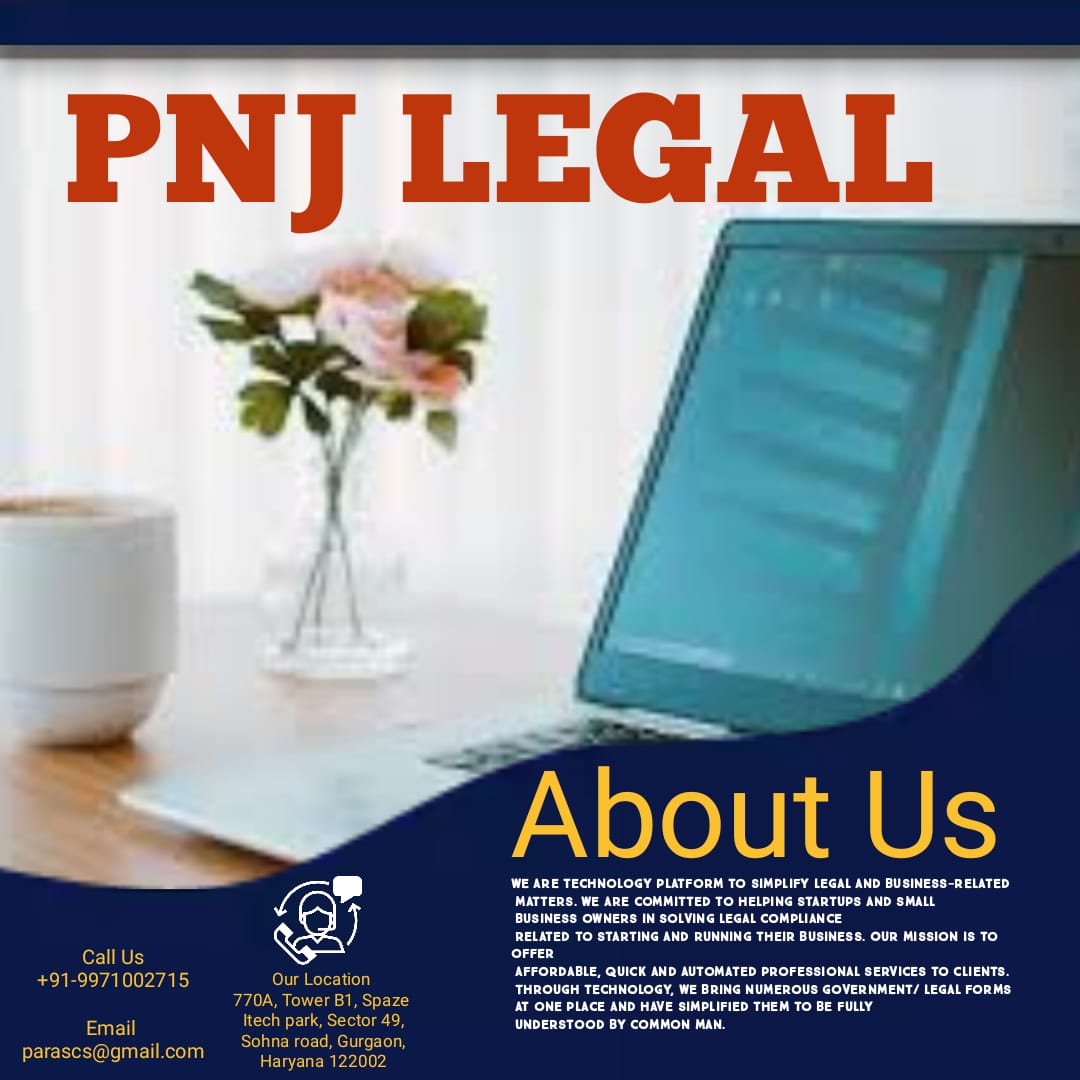 PNJ LEGAL
About Us
WE ARE TECHNOLOGY PLATFORM TO SIMPLIFY LEGAL AND BUSINESS-RELATED
MATTERS. WE ARE COMMITTED TO HELPING STARTUPS AND SMALL
BUSINESS OWNERS IN SOLVING LEGAL COMPLIANCE
RELATED TO STARTING AND RUNNING THEIR BUSINESS. OUR MISSION IS TO
OFFER
AFFORDABLE, QUICK AND AUTOMATED PROFESSIONAL SERVICES TO CLIENTS.
THROUGH TECHNOLOGY, WE BRING NUMEROUS GOVERNMENT/ LEGAL FORMS
AT ONE PLACE AND HAVE SIMPLIFIED THEM TO BE FULLY
UNDERSTOOD BY COMMON MAN.
Call Us
+91-9971002715
Email
parascs@gmail.com
Our Location
770A, Tower B1, Spaze
Itech park, Sector 49,
Sohna road, Gurgaon,
Haryana 122002